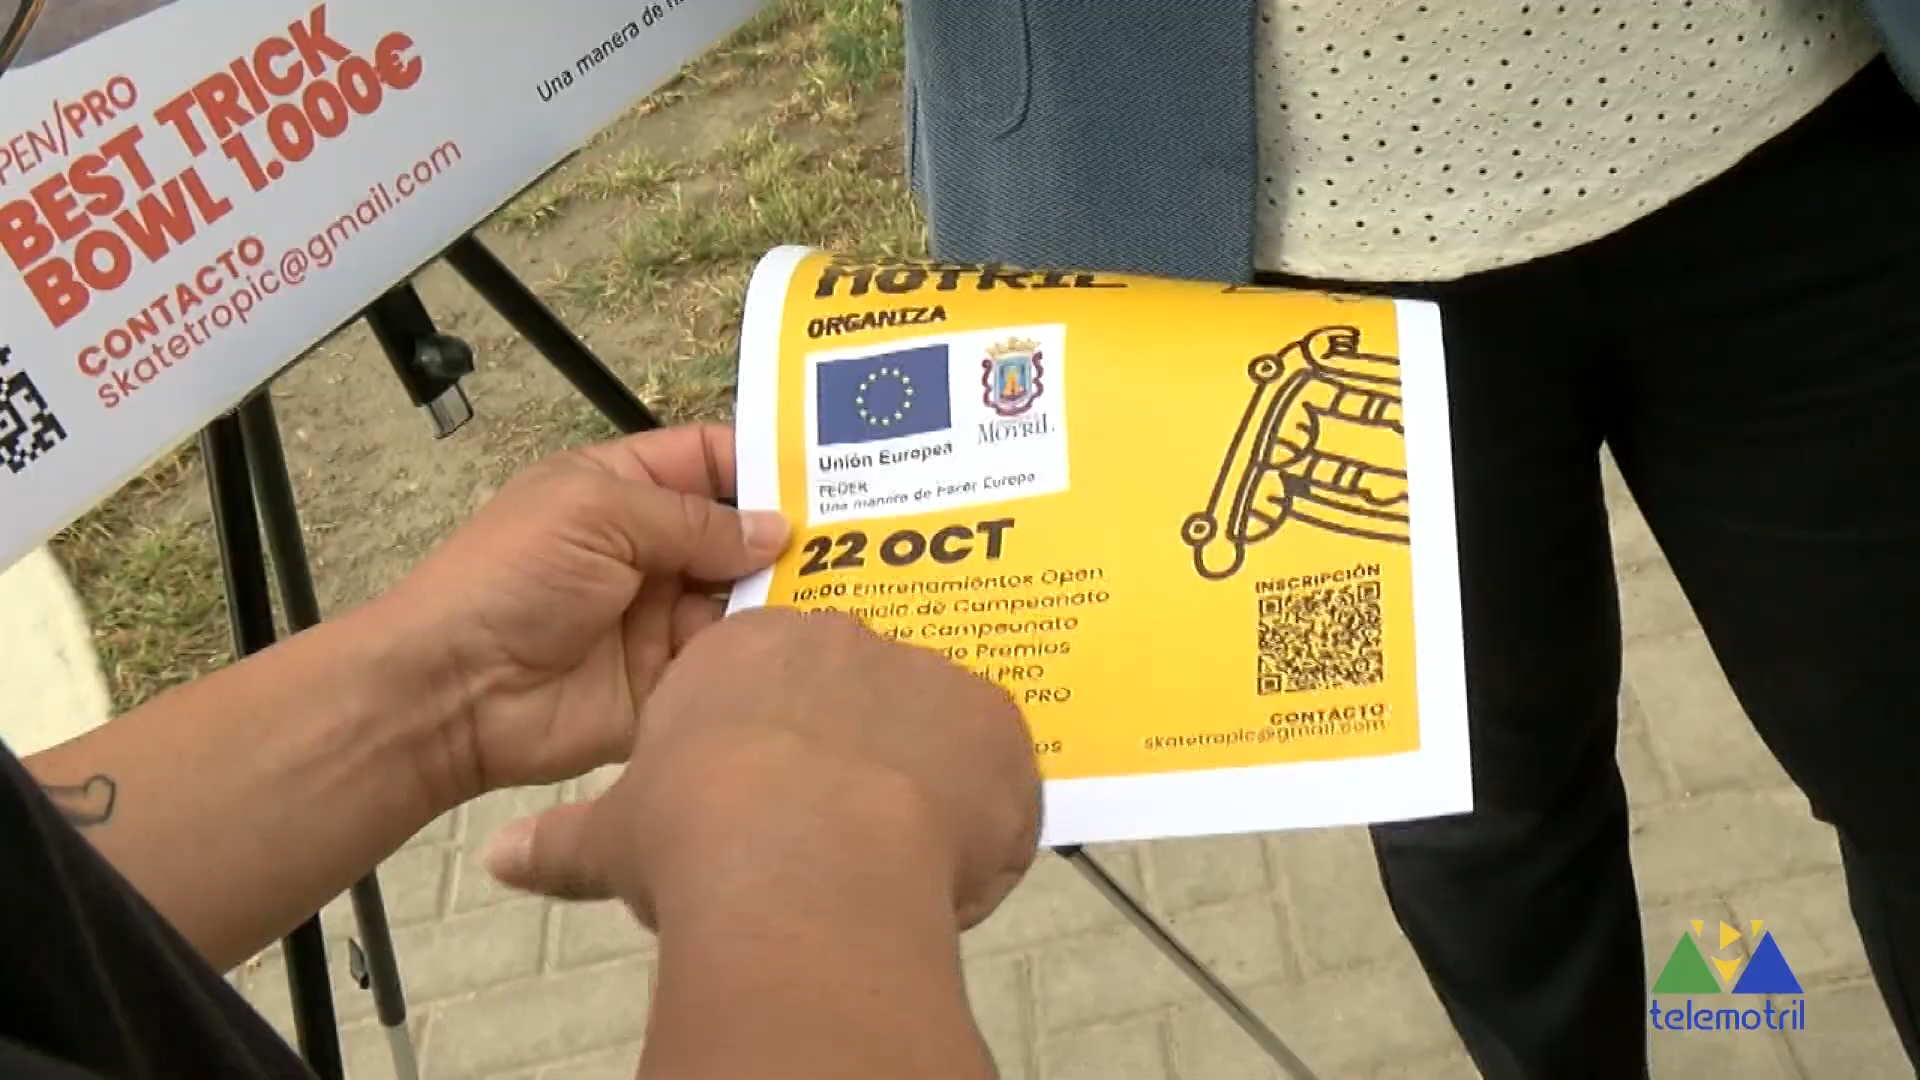 PEN/PRO
BEST TRICK
BOWL 1.000€
CONTACTO
skatetropic@gmail.com
Una manera de
MOTRIL
ORGANIZA
Unión Europea
FEDER
Una manera de hacer Europa
MOTRIL
22 OCT
10:00 Entrenamientos Open
Inicio de Campeonato
de Campeonato
de Premios
PRO
PRO
INSCRIPCIÓN
CONTACTO
skatetropic@gmail.com
telemotril